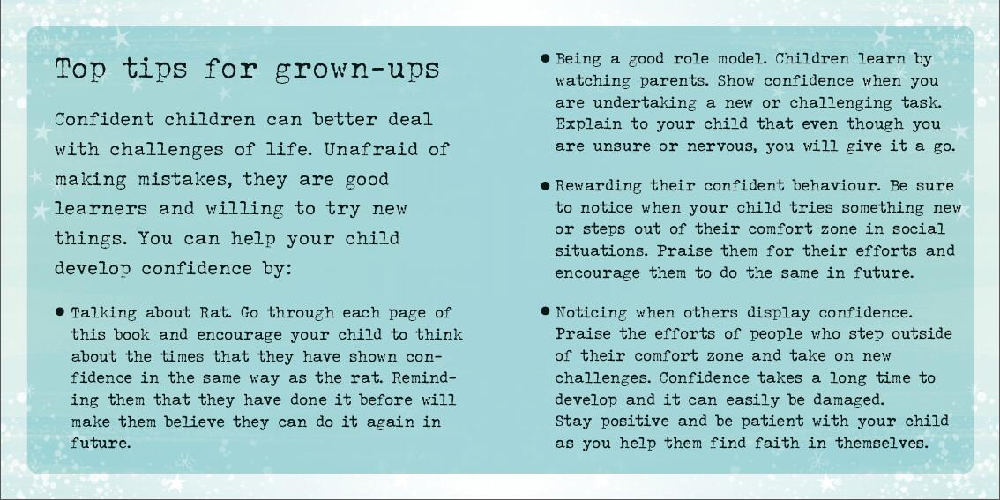 Top tips for grown-ups
Confident children can better deal
with challenges of life. Unafraid of
making mistakes, they are good
learners and willing to try new
things. You can help your child
develop confidence by:
● Talking about Rat. Go through each page of
this book and encourage your child to think
about the times that they have shown con-
fidence in the same way as the rat. Remind-
ing them that they have done it before will
make them believe they can do it again in
future.
● Being a good role model. Children learn by
watching parents. Show confidence when you
are undertaking a new or challenging task.
Explain to your child that even though you
are unsure or nervous, you will give it a go.
● Rewarding their confident behaviour. Be sure
to notice when your child tries something new
or steps out of their comfort zone in social
situations. Praise them for their efforts and
encourage them to do the same in future.
● Noticing when others display confidence.
Praise the efforts of people who step outside
of their comfort zone and take on new
challenges. Confidence takes a long time to
develop and it can easily be damaged.
Stay positive and be patient with your child
as you help them find faith in themselves.